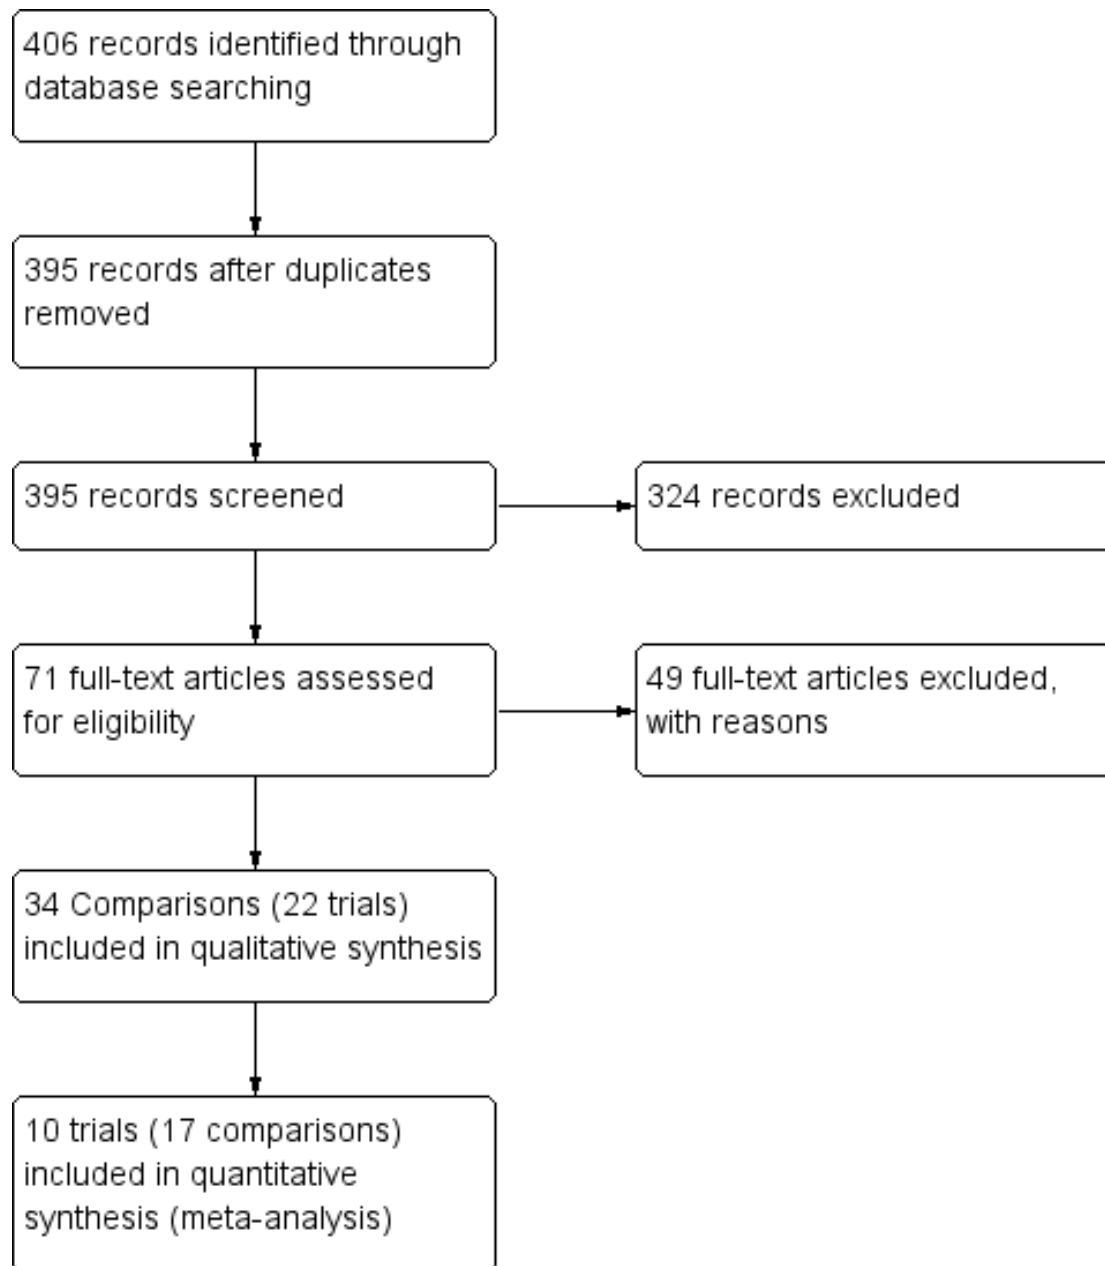 406 records identified through
database searching
395 records after duplicates
removed
395 records screened
324 records excluded
71 full-text articles assessed
for eligibility
49 full-text articles excluded,
with reasons
34 Comparisons (22 trials)
included in qualitative synthesis
10 trials (17 comparisons)
included in quantitative
synthesis (meta-analysis)